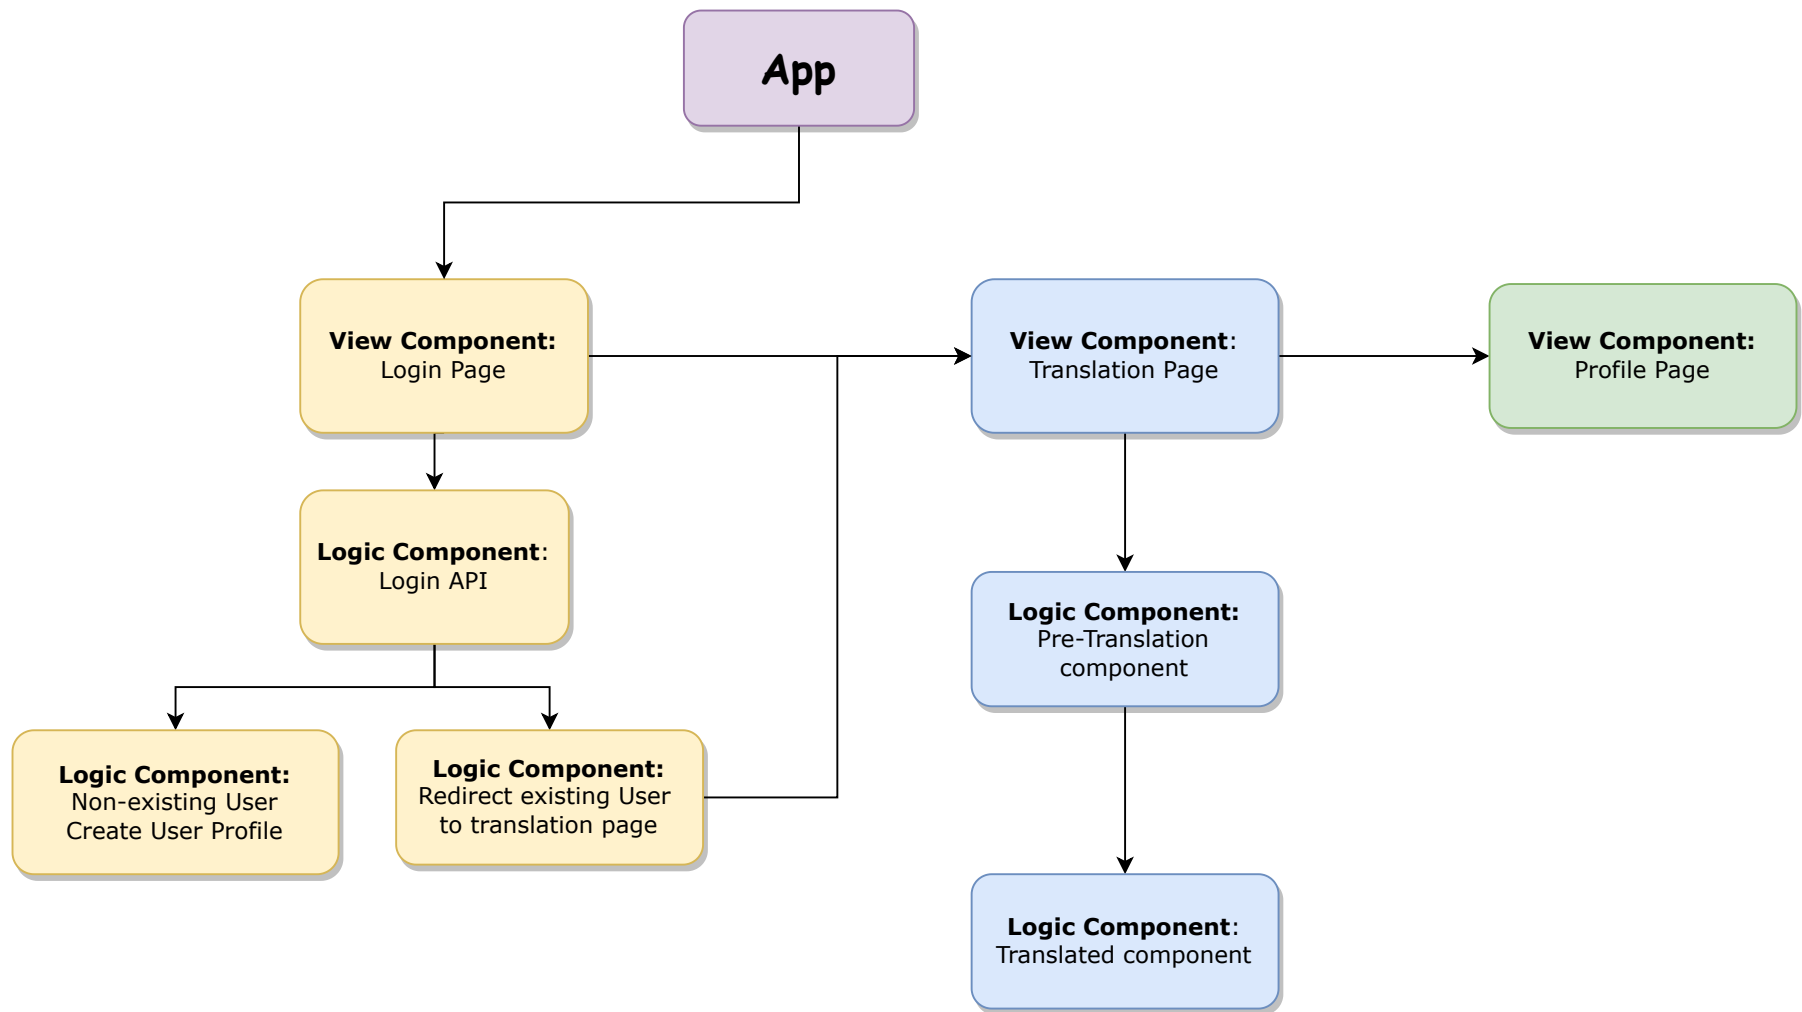 App
View Component:
Login Page
View Component:
Translation Page
View Component:
Profile Page
Logic Component:
Login API
Logic Component:
Pre-Translation
component
Logic Component:
Non-existing User
Create User Profile
Logic Component:
Redirect existing User
to translation page
Logic Component:
Translated component